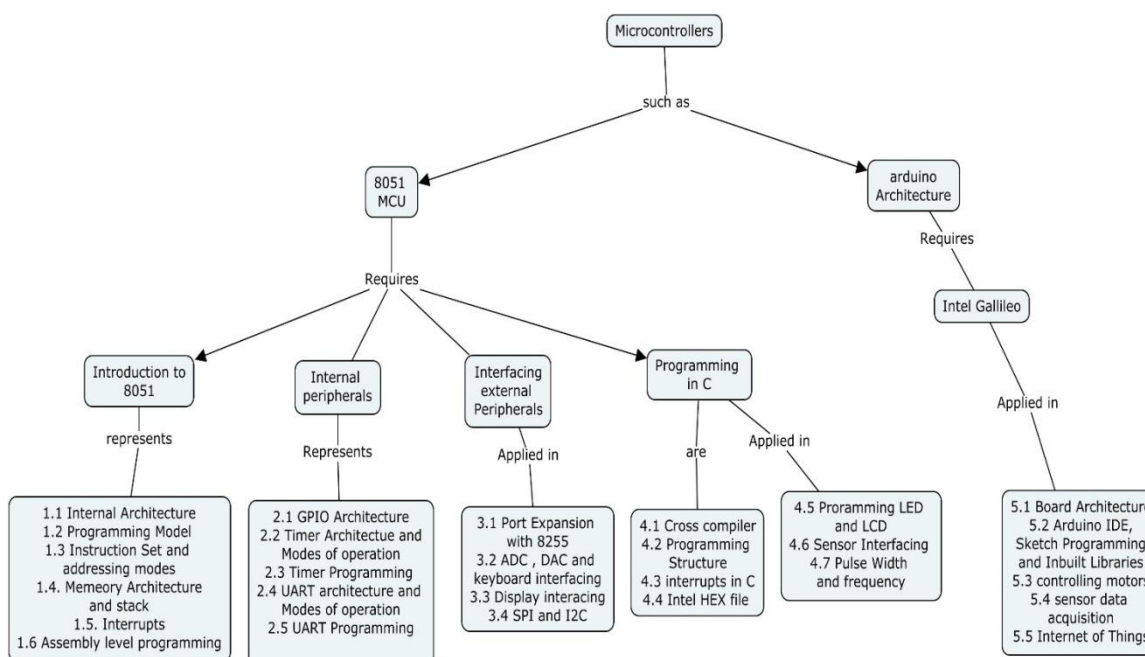 Microcontrollers
such as
8051
MCU
arduino
Architecture
Requires
Requires
Intel Gallileo
Introduction to
8051
Internal
peripherals
Interfacing
external
Peripherals
Programming
in C
Applied in
represents
Represents
Applied in
are
Applied in
1.1 Internal Architecture
1.2 Programming Model
1.3 Instruction Set and
addressing modes
1.4. Memeory Architecture
and stack
1.5. Interrupts
1.6 Assembly level programming
2.1 GPIO Architecture
2.2 Timer Architectue and
Modes of operation
2.3 Timer Programming
2.4 UART architecture and
Modes of operation
2.5 UART Programming
3.1 Port Expansion
with 8255
3.2 ADC , DAC and
keyboard interfacing
3.3 Display interacing
3.4 SPI and I2C
4.1 Cross compiler
4.2 Programming
Structure
4.3 interrupts in C
4.4 Intel HEX file
4.5 Proramming LED
and LCD
4.6 Sensor Interfacing
4.7 Pulse Width
and frequency
5.1 Board Architecture
5.2 Arduino IDE,
Sketch Programming
and Inbuilt Libraries
5.3 controlling motors
5.4
sensor data
acquisition
5.5 Internet of Things